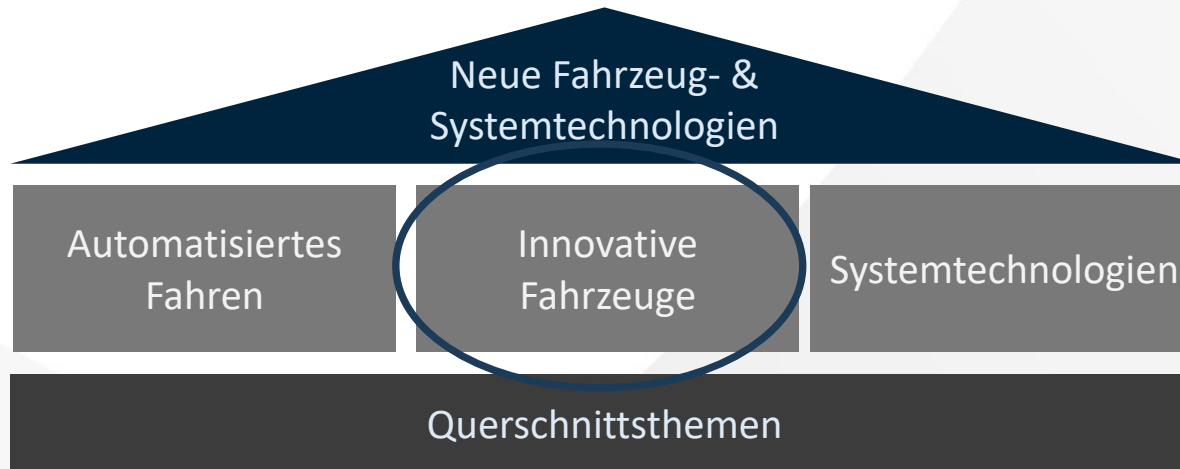 Neue Fahrzeug- &
Systemtechnologien
Automatisiertes
Fahren
Innovative
Fahrzeuge
Systemtechnologien
Querschnittsthemen